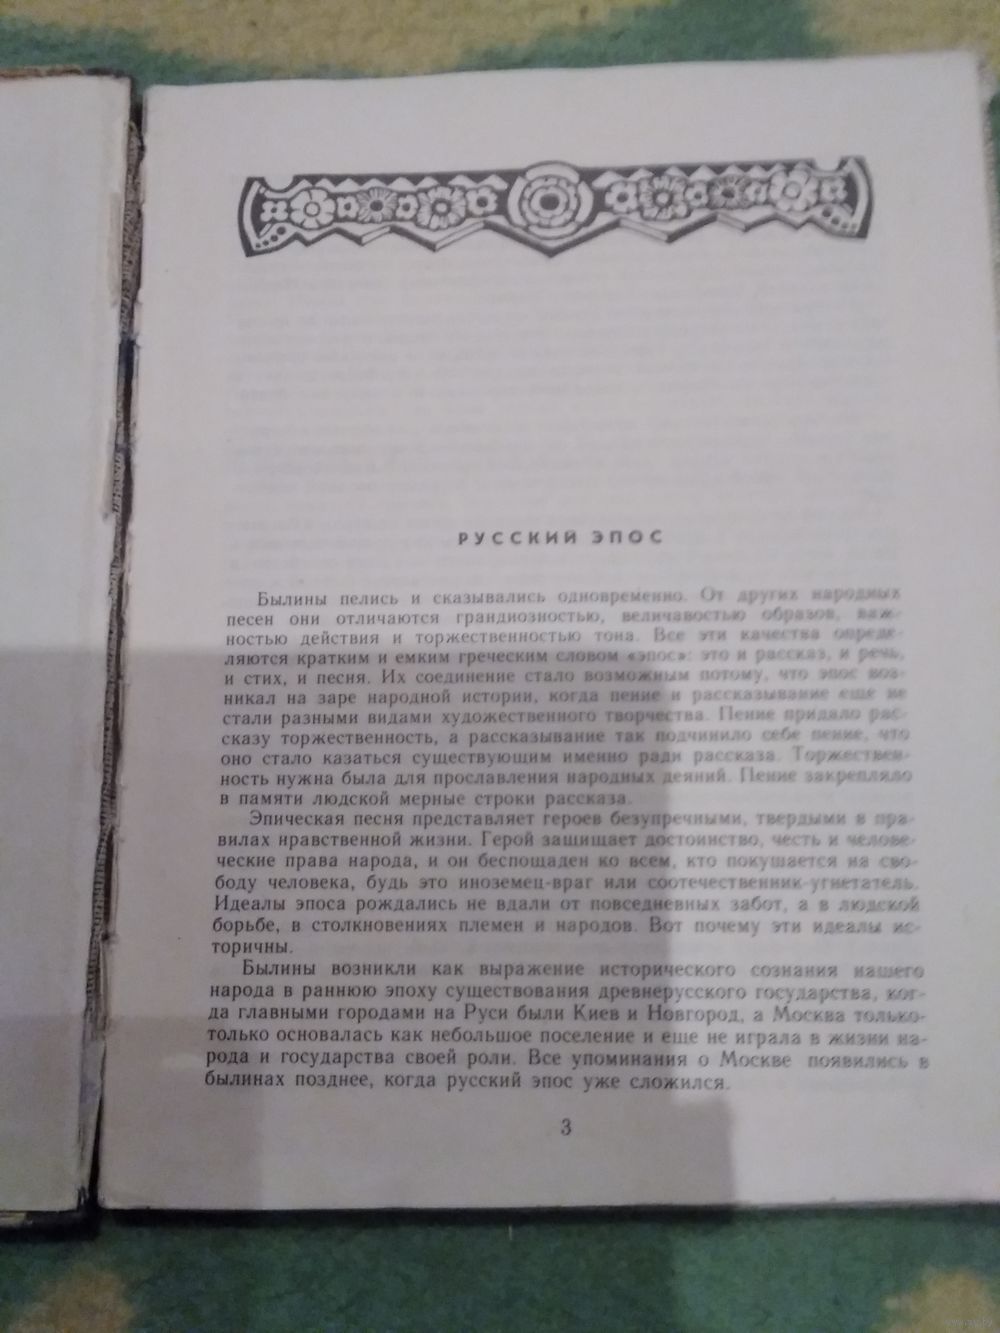 РУССКИЙ ЭПОС
Былины пелись и сказывались одновременно. От других народных
песен они отличаются грандиозностью, величавостью образов, важ-
ностью действия и торжественностью тона. Все эти качества опреде-
ляются кратким и емким греческим словом «эпос»: это и рассказ, и речь,
и стих, и песня. Их соединение стало возможным потому, что эпос воз-
никал на заре народной истории, когда пение и рассказывание еще не
стали разными видами художественного творчества. Пение придало рас-
сказу торжественность, а рассказывание так подчинило себе пение, что
оно стало казаться существующим именно ради рассказа. Торжествен-
ность нужна была для прославления народных деяний. Пение закрепляло
в памяти людской мерные строки рассказа.
Эпическая песня представляет героев безупречными, твердыми в пра-
вилах нравственной жизни. Герой защищает достоинство, честь и челове-
ческие права народа, и он беспощаден ко всем, кто покушается на сво-
боду человека, будь это иноземец-враг или соотечественник-угнетатель.
Идеалы эпоса рождались не вдали от повседневных забот, а в людской
борьбе, в столкновениях племен и народов. Вот почему эти идеалы ис-
торичны.
Былины возникли как выражение исторического сознания нашего
народа в раннюю эпоху существования древнерусского государства, ког-
да главными городами на Руси были Киев и Новгород, а Москва только-
только основалась как небольшое поселение и еще не играла в жизни на-
рода и государства своей роли. Все упоминания о Москве появились в
былинах позднее, когда русский эпос уже сложился.
3